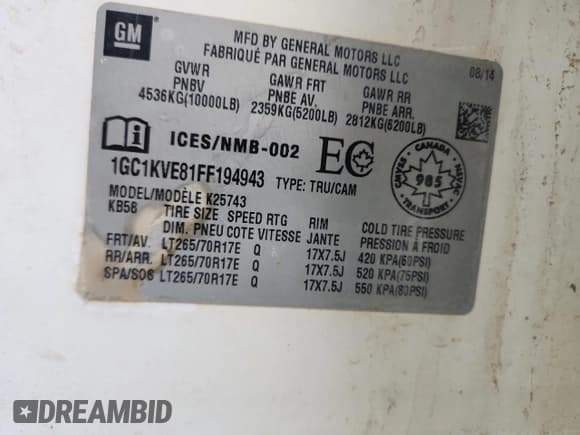 GM
MFD BY GENERAL MOTORS LLC
FABRIQUÉ PAR GENERAL MOTORS LLC
08/14
GVWR GAWR FRT GAWR RR
PNBV PNBE AV. PNBE ARR.
4536KG(10000LB) 2359KG(5200LB) 2812KG(6200LB)
ICES/NMB-002 EC
1GC1KVE81FF194943 TYPE: TRU/CAM
CANADA
CMVSS NSVAC
985
TRANSPORT
MODEL/MODÈLE K25743
KB58 TIRE SIZE SPEED RTG RIM COLD TIRE PRESSURE
DIM. PNEU COTE VITESSE JANTE PRESSION À FROID
FRT/AV. LT265/70R17E Q 17X7.5J 420 KPA(60PSI)
RR/ARR. LT265/70R17E Q 17X7.5J 520 KPA(75PSI)
SPA/SOS LT265/70R17E Q 17X7.5J 550 KPA(80PSI)
DREAMBID